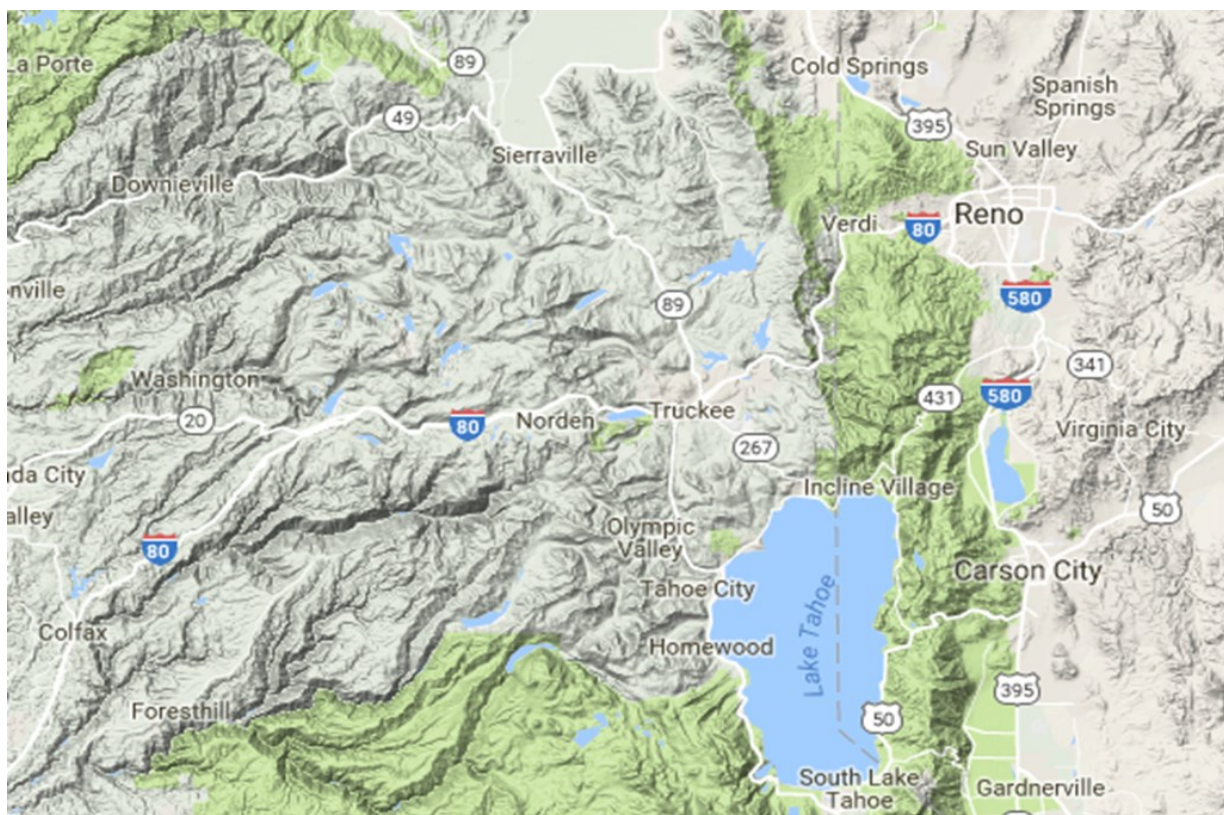 La Porte
89
Cold Springs
Spanish
Springs
49
395
Sierraville
Sun Valley
Downieville
Verdi
80
Reno
nville
89
580
Washington
341
580
431
20
80
Norden
Truckee
267
Virginia City
da City
Incline Village
50
alley
Olympic
Valley
80
Carson City
Tahoe City
Lake Tahoe
Colfax
Homewood
395
Foresthill
50
South Lake
Tahoe
Gardnerville